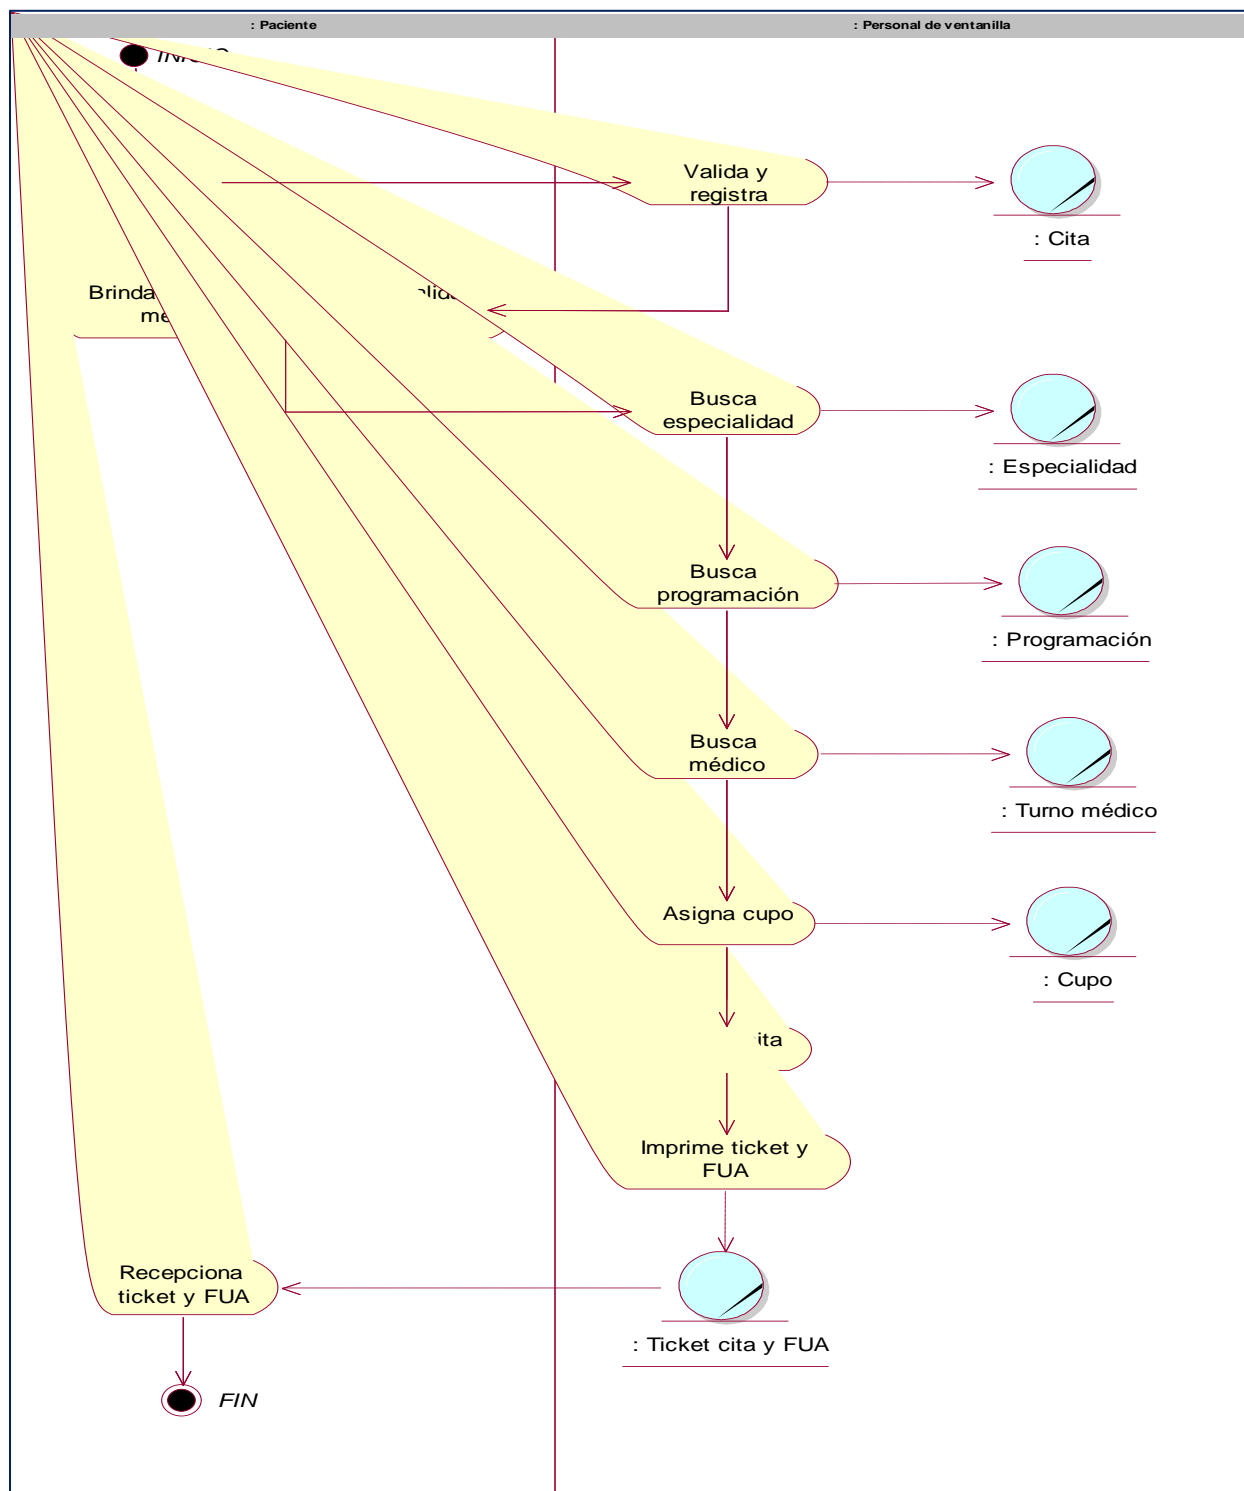 : Paciente
: Personal de ventanilla
Valida y
registra
: Cita
Brinda
Busca
especialidad
: Especialidad
Busca
programación
: Programación
Busca
médico
: Turno médico
Asigna cupo
: Cupo
Imprime ticket y
FUA
Recepciona
ticket y FUA
: Ticket cita y FUA
FIN